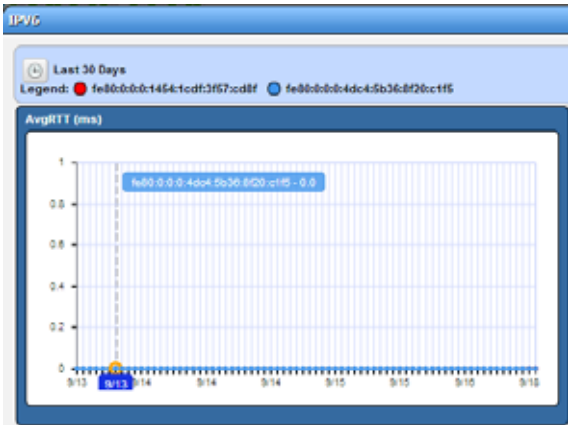 IPV6
Last 30 Days
Legend: fe80:0:0:0:1454:1cdf:3f57:cd8f fe80:0:0:0:4dc4:5b36:8f20:c1f5
AvgRTT (ms)
1
fe80:0:0:0:4dc4:5b36:8f20:c1f5 - 0.0
0.8
0.6
0.4
0.2
0
9/13 9/13 9/14 9/14 9/14 9/15 9/15 9/16 9/18